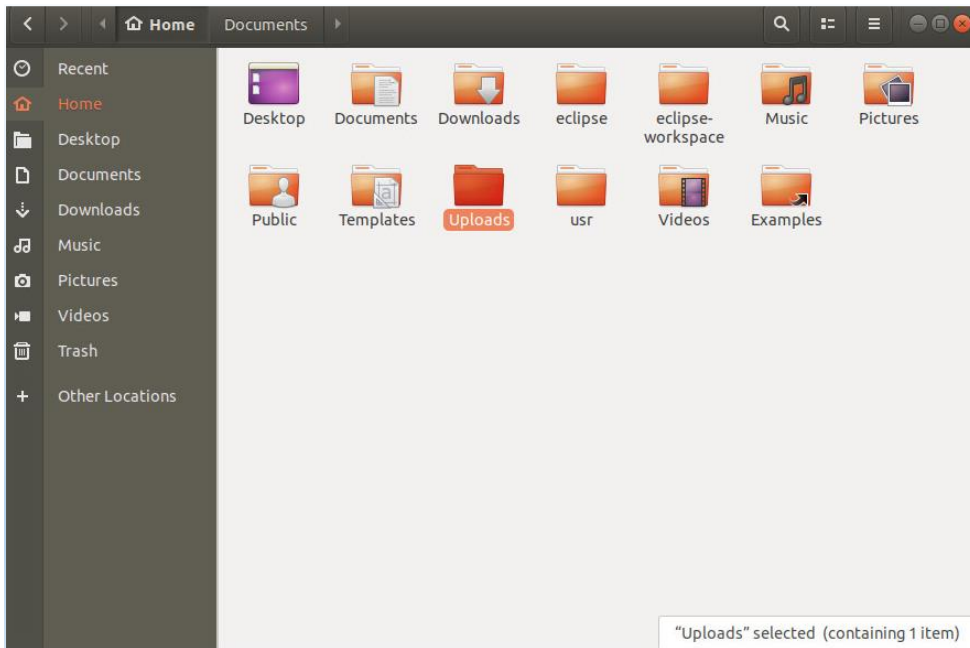 Home Documents
Recent
Home
Desktop
Documents
Downloads
Music
Pictures
Videos
Trash
Other Locations
Desktop Documents Downloads eclipse eclipse- Music Pictures
workspace
Public Templates Uploads usr Videos Examples
“Uploads” selected (containing 1 item)